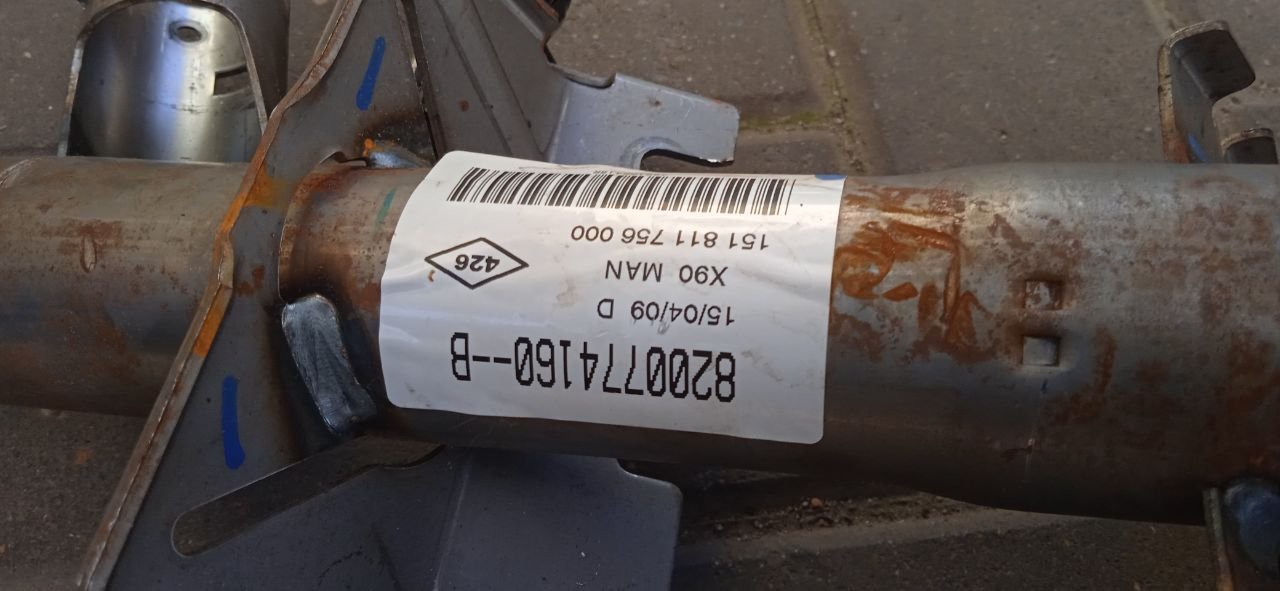 8200774160--B
15/04/09 D
X90 MAN
426
151 811 756 000